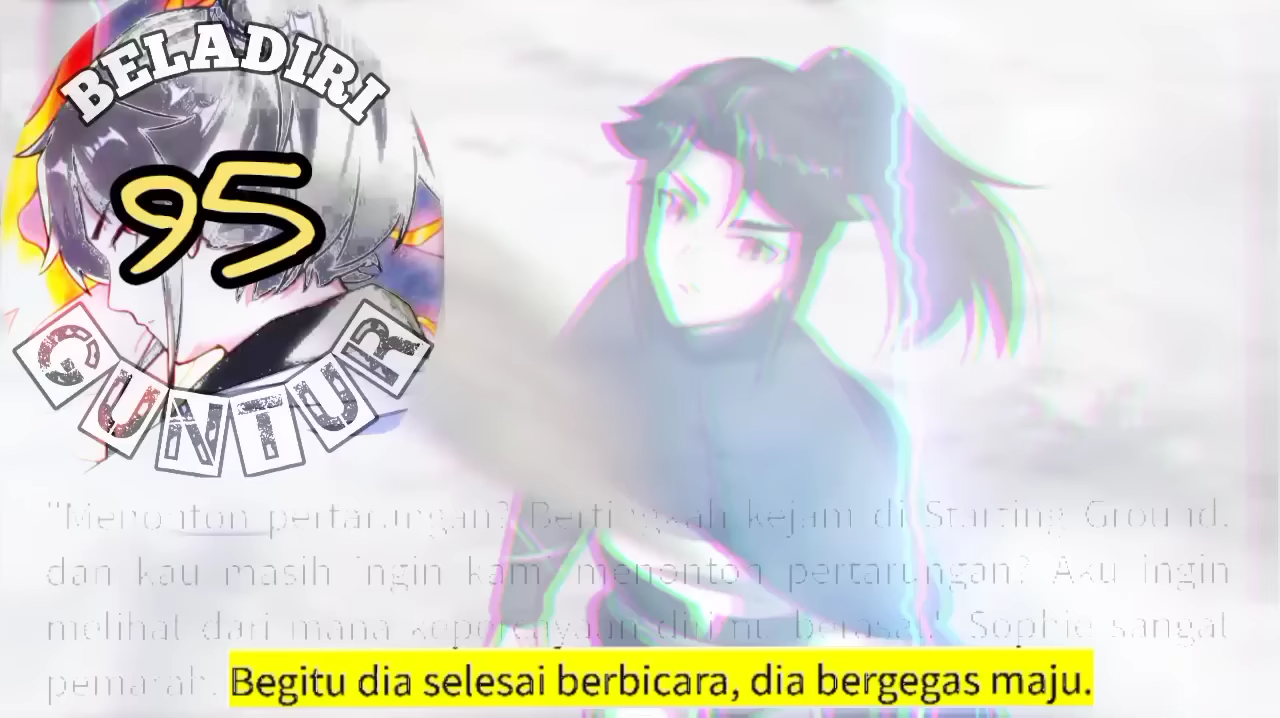 BELADIRI
95
GUNTUR
"Menonton pertarungan? Bertingkah kejam di Starting Ground,
dan kau masih ingin kami menonton pertarungan? Aku ingin
melihat dari mana kepercayaan dirimu berasal." Sophie sangat
pemarah.
Begitu dia selesai berbicara, dia bergegas maju.